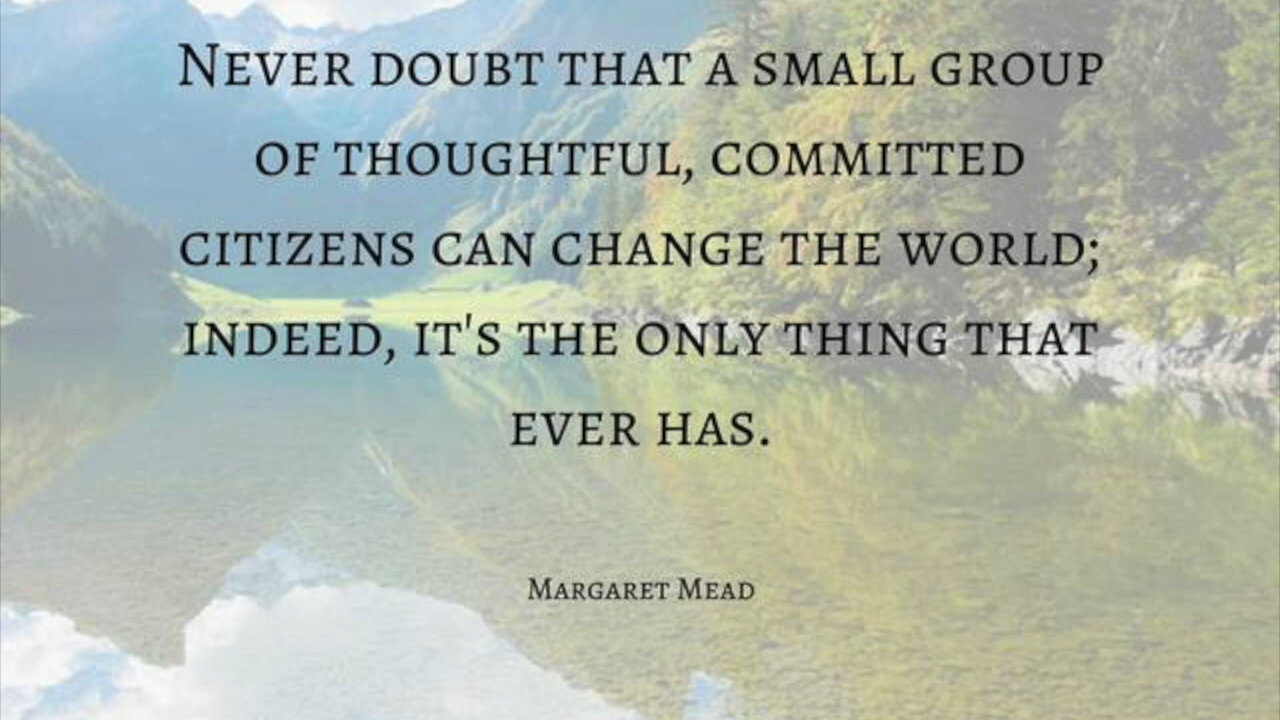 Never doubt that a small group
of thoughtful, committed
citizens can change the world;
indeed, it's the only thing that
ever has.
Margaret Mead